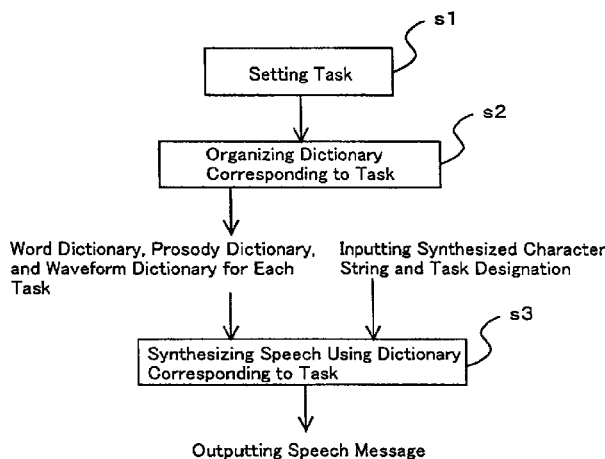 s1
Setting Task
s2
Organizing Dictionary
Corresponding to Task
Word Dictionary, Prosody Dictionary,
and Waveform Dictionary for Each
Task
Inputting Synthesized Character
String and Task Designation
s3
Synthesizing Speech Using Dictionary
Corresponding to Task
Outputting Speech Message